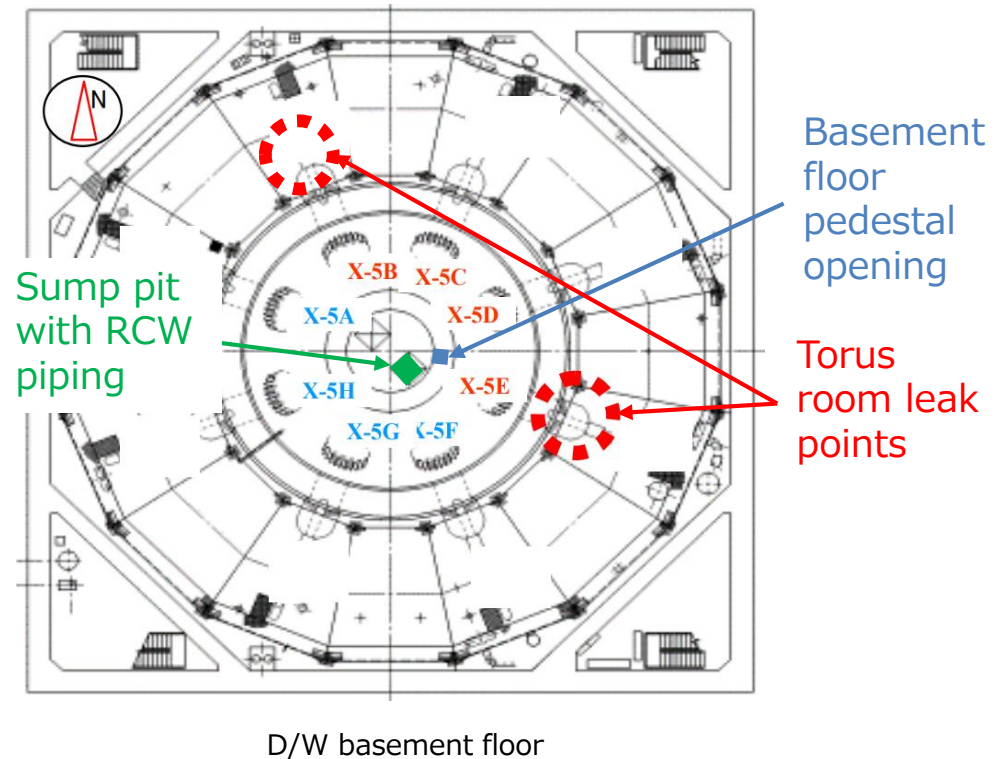 N
Basement
floor
pedestal
opening
X-5B
X-5C
Sump pit
with RCW
piping
X-5A
X-5D
X-5H
X-5E
Torus
room leak
points
X-5G
X-5F
D/W basement floor